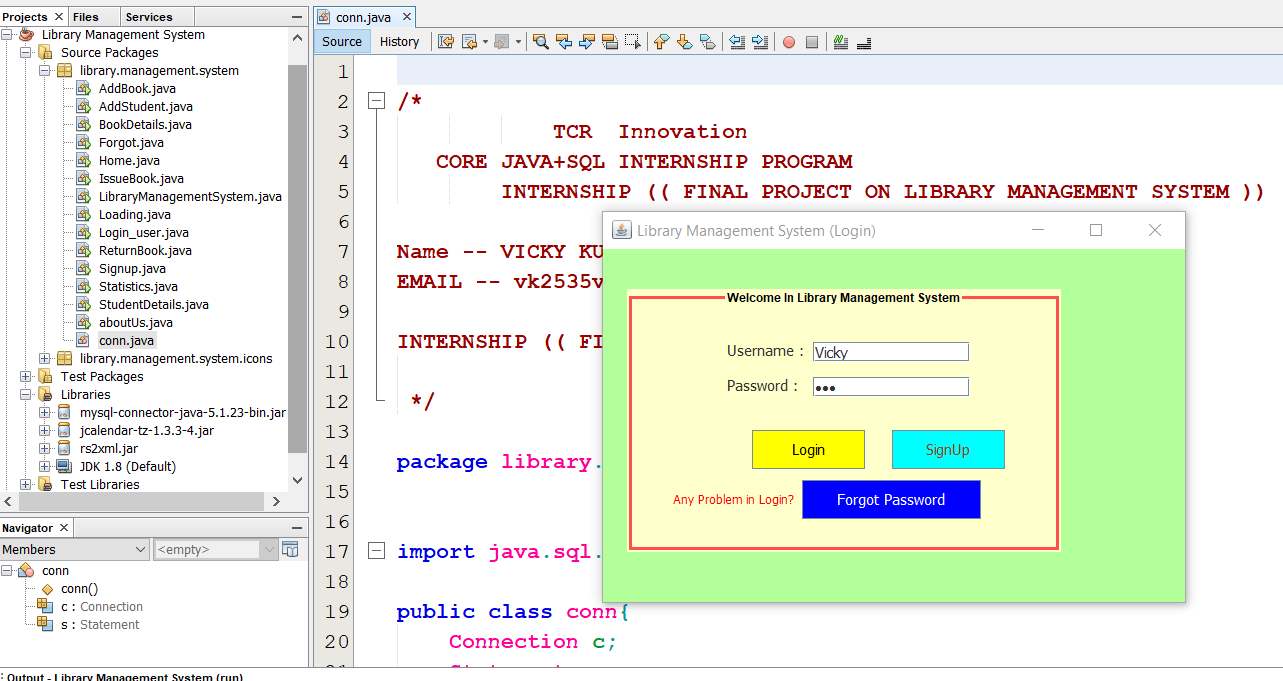 Projects
Files
Services
Library Management System
Source Packages
library.management.system
AddBook.java
AddStudent.java
BookDetails.java
Forgot.java
Home.java
IssueBook.java
LibraryManagementSystem.java
Loading.java
Login_user.java
ReturnBook.java
Signup.java
Statistics.java
StudentDetails.java
aboutUs.java
conn.java
library.management.system.icons
Test Packages
Libraries
mysql-connector-java-5.1.23-bin.jar
jcalendar-tz-1.3.3-4.jar
rs2xml.jar
JDK 1.8 (Default)
Test Libraries
Navigator
Members
<empty>
conn
conn()
c : Connection
s : Statement
conn.java
Source
History
1
2 /*
3 TCR Innovation
4 CORE JAVA+SQL INTERNSHIP PROGRAM
5 INTERNSHIP (( FINAL PROJECT ON LIBRARY MANAGEMENT SYSTEM ))
6
7 Name -- VICKY KU
8 EMAIL -- vk2535v
9
10 INTERNSHIP (( FI
11
12 */
13
14 package library.
15
16
17 import java.sql.
18
19 public class conn{
20 Connection c;
Library Management System (Login)
Welcome In Library Management System
Username : Vicky
Password : •••
Login
SignUp
Any Problem in Login?
Forgot Password
Output - Library Management System (run)